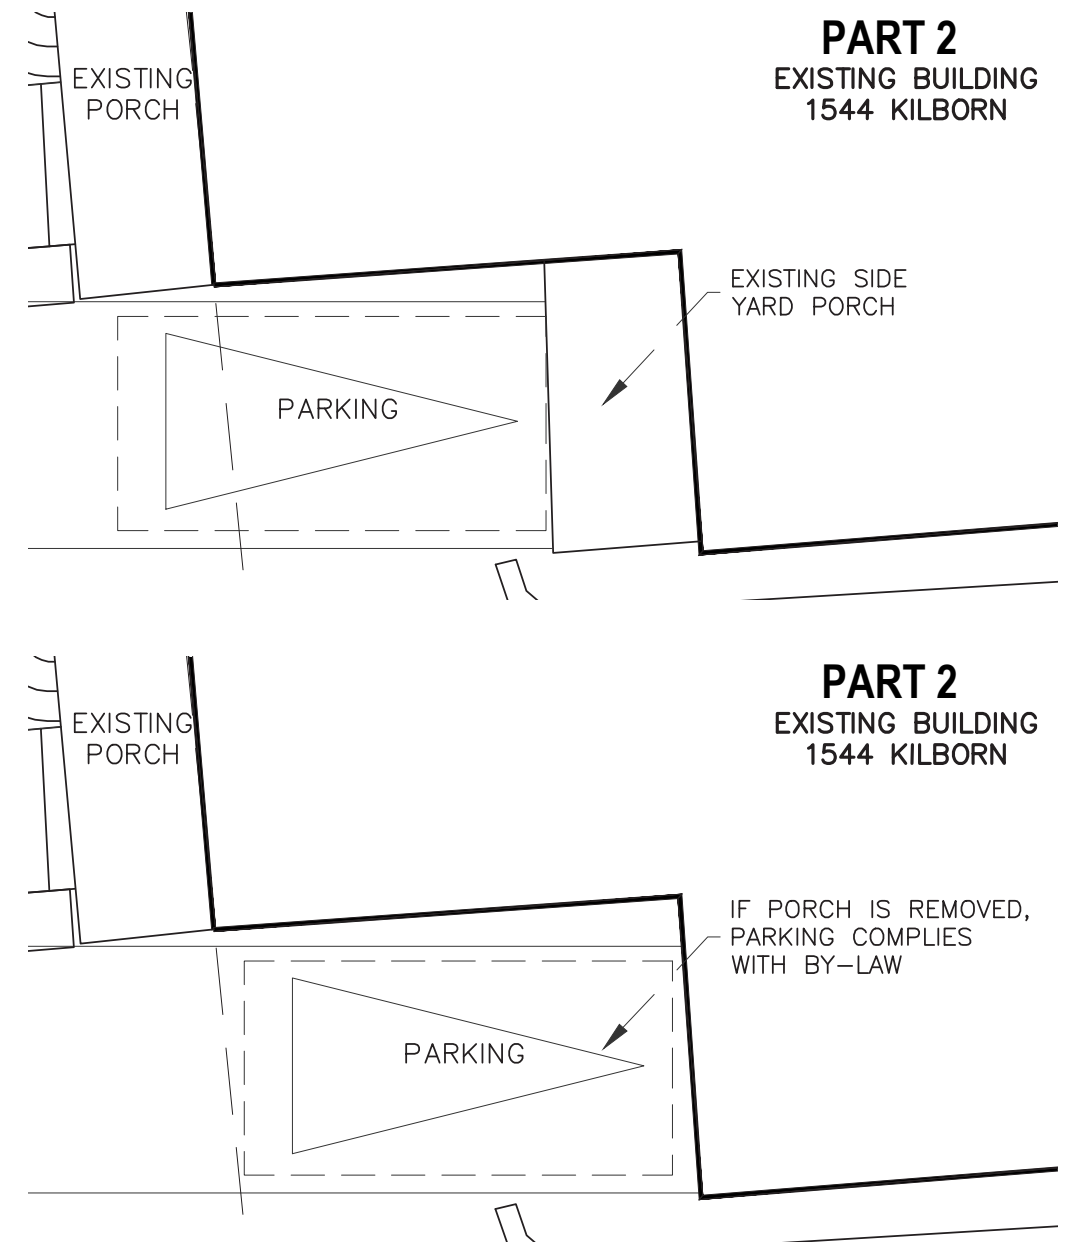 PART 2
EXISTING BUILDING
1544 KILBORN
EXISTING
PORCH
EXISTING SIDE
YARD PORCH
PARKING
PART 2
EXISTING BUILDING
1544 KILBORN
EXISTING
PORCH
IF PORCH IS REMOVED,
PARKING COMPLIES
WITH BY–LAW
PARKING